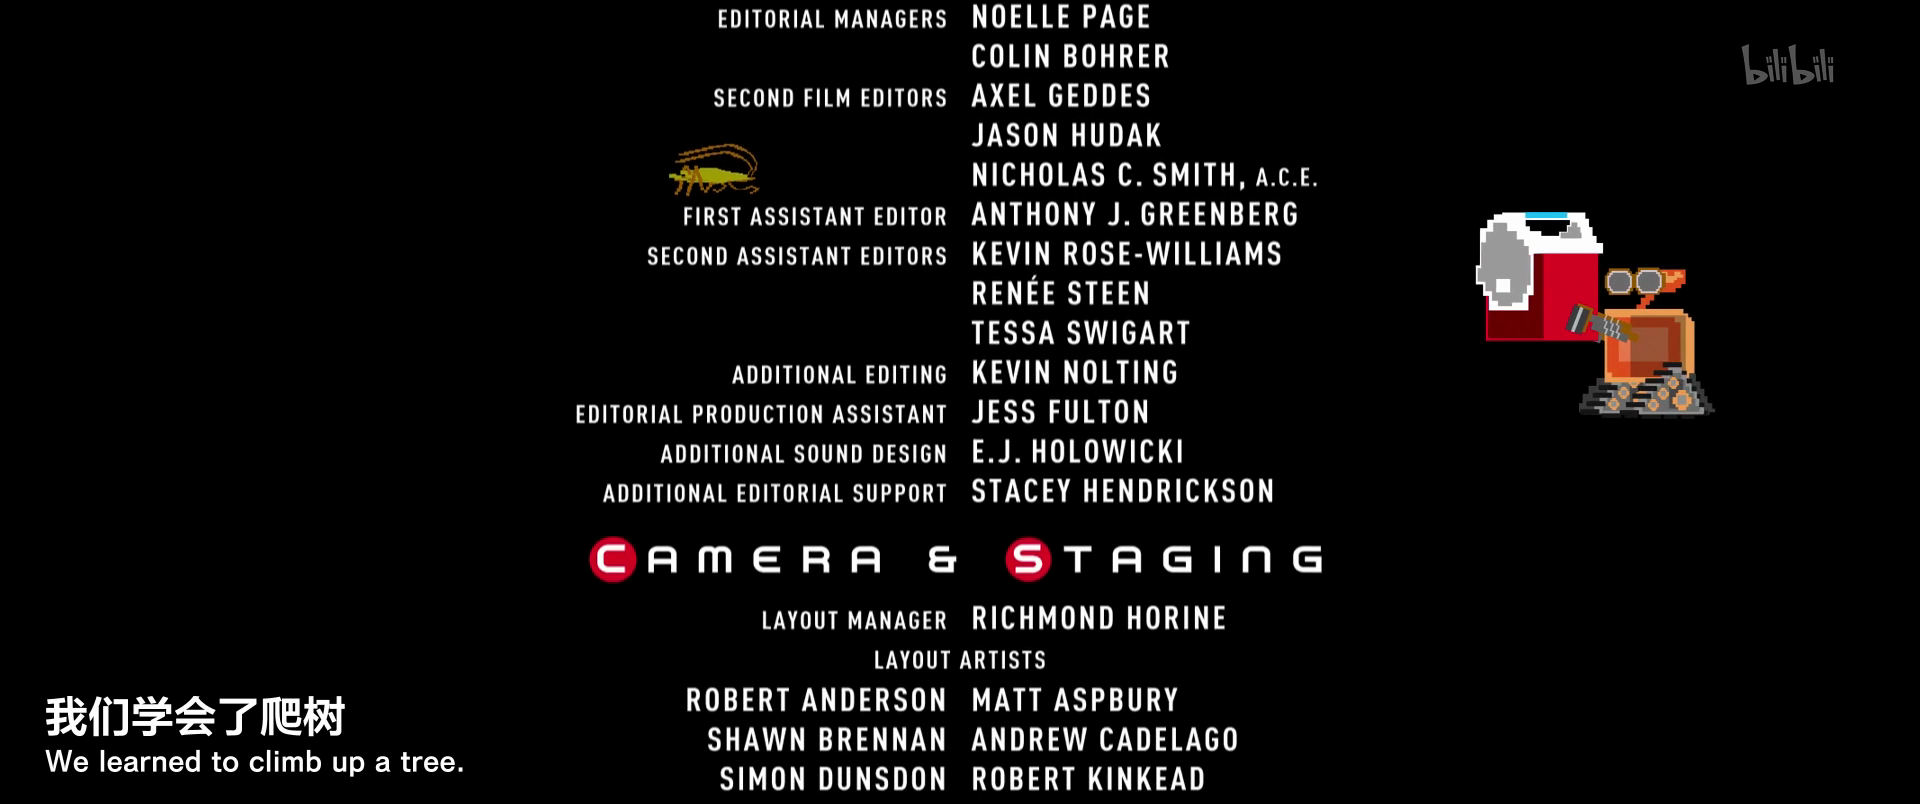 EDITORIAL MANAGERS NOELLE PAGE
COLIN BOHRER
bilibili
SECOND FILM EDITORS AXEL GEDDES
JASON HUDAK
NICHOLAS C. SMITH, A.C.E.
FIRST ASSISTANT EDITOR ANTHONY J. GREENBERG
SECOND ASSISTANT EDITORS KEVIN ROSE-WILLIAMS
RENÉE STEEN
TESSA SWIGART
ADDITIONAL EDITING KEVIN NOLTING
EDITORIAL PRODUCTION ASSISTANT JESS FULTON
ADDITIONAL SOUND DESIGN E.J. HOLOWICKI
ADDITIONAL EDITORIAL SUPPORT STACEY HENDRICKSON
CAMERA & STAGING
LAYOUT MANAGER RICHMOND HORINE
LAYOUT ARTISTS
ROBERT ANDERSON MATT ASPBURY
SHAWN BRENNAN ANDREW CADELAGO
SIMON DUNSDON ROBERT KINKEAD
我们学会了爬树
We learned to climb up a tree.